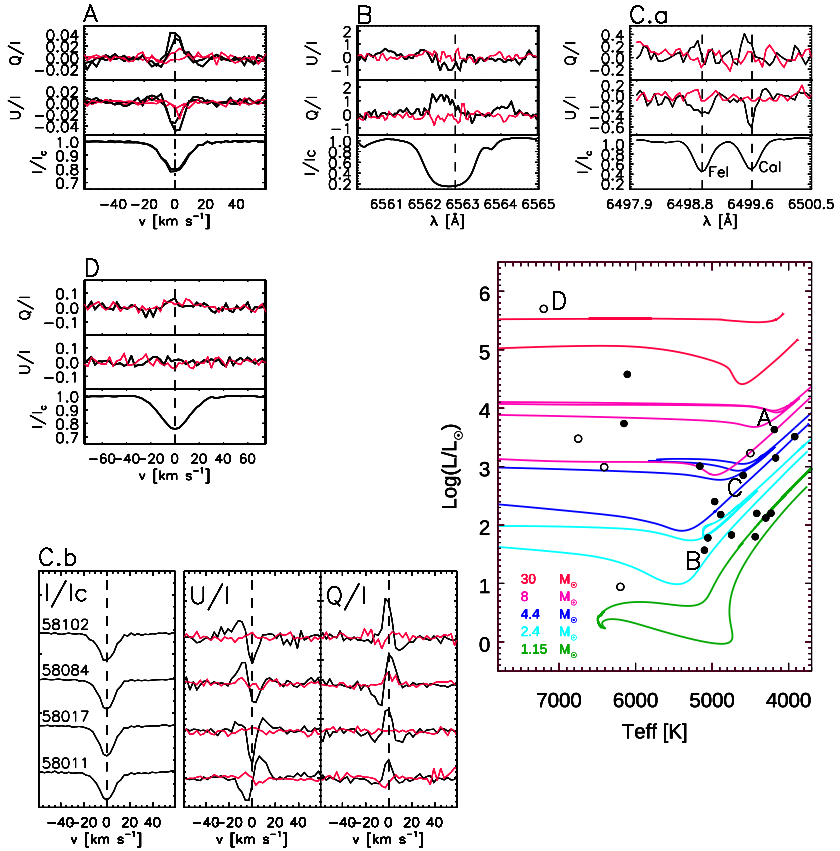 A
B
C.a
Q/I
0.04
0.02
0.00
−0.02
U/I
0.02
0.00
−0.02
−0.04
I/Ic
1.0
0.9
0.8
0.7
−40 −20 0 20 40
v [km s⁻¹]
U/I
2
1
0
−1
Q/I
2
1
0
−1
I/Ic
1.0
0.8
0.6
0.4
0.2
6561 6562 6563 6564 6565
λ [Å]
Q/I
0.4
0.2
0.0
−0.2
U/I
0.2
0.0
−0.2
−0.4
−0.6
I/Ic
1.0
0.8
0.6
0.4
0.2
FeI
CaI
6497.9 6498.8 6499.6 6500.5
λ [Å]
D
Q/I
0.1
0.0
−0.1
U/I
0.1
0.0
−0.1
I/Ic
1.0
0.9
0.8
0.7
−60 −40 −20 0 20 40 60
v [km s⁻¹]
Log(L/L⊙)
6
5
4
3
2
1
0
D
A
C
B
30 M⊙
8 M⊙
4.4 M⊙
2.4 M⊙
1.15 M⊙
7000 6000 5000 4000
Teff [K]
C.b
I/Ic
U/I
Q/I
58102
58084
58017
58011
−40 −20 0 20 40
−40 −20 0 20 40
−40 −20 0 20 40
v [km s⁻¹]
v [km s⁻¹]
v [km s⁻¹]